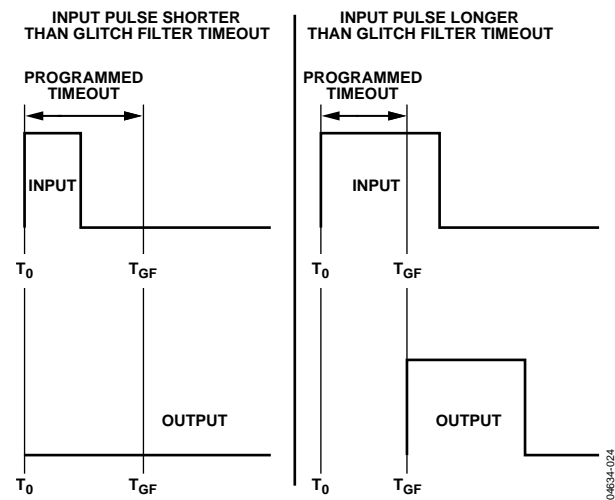 INPUT PULSE SHORTER
THAN GLITCH FILTER TIMEOUT
INPUT PULSE LONGER
THAN GLITCH FILTER TIMEOUT
PROGRAMMED
TIMEOUT
PROGRAMMED
TIMEOUT
INPUT
INPUT
T0
TGF
T0
TGF
OUTPUT
OUTPUT
T0
TGF
T0
TGF
04634-024